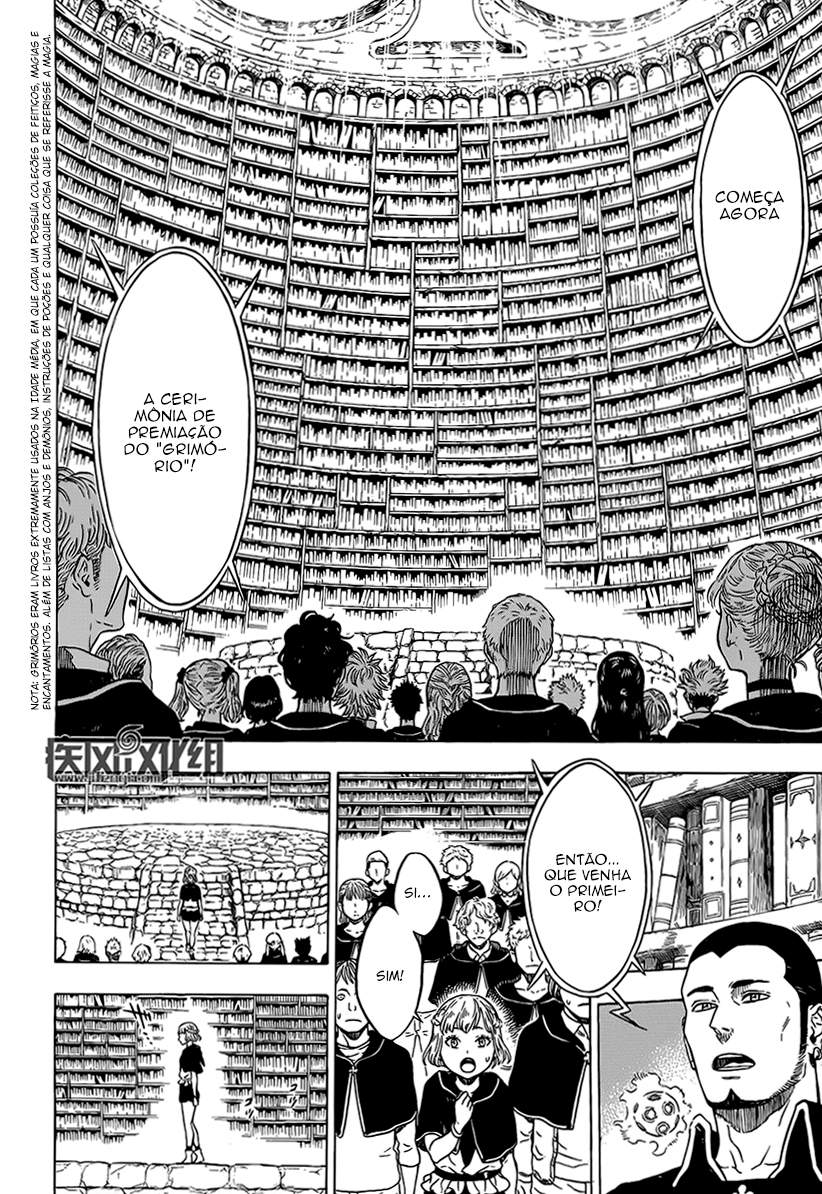 COMEÇA
AGORA
A CERI-
MÔNIA DE
PREMIAÇÃO
DO "GRIMÓ-
RIO"!
NOTA: GRIMÓRIOS ERAM LIVROS EXTREMAMENTE USADOS NA IDADE MÉDIA, EM QUE CADA UM POSSUÍA COLEÇÕES DE FEITIÇOS, MAGIAS E
ENCANTAMENTOS. ALÉM DE LISTAS COM ANJOS E DEMÔNIOS, INSTRUÇÕES DE POÇÕES E QUALQUER COISA QUE SE REFERISSE A MAGIA.
ENTÃO...
QUE VENHA
O PRIMEI-
RO!
SI...
SIM!